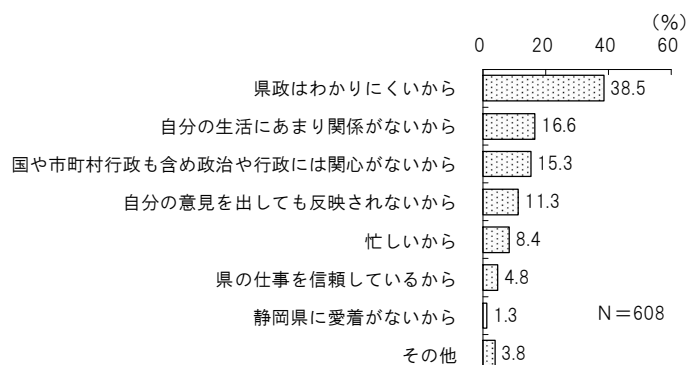 (%)
0 20 40 60
県政はわかりにくいから 38.5
自分の生活にあまり関係がないから 16.6
国や市町村行政も含め政治や行政には関心がないから 15.3
自分の意見を出しても反映されないから 11.3
忙しいから 8.4
県の仕事を信頼しているから 4.8
静岡県に愛着がないから 1.3 N=608
その他 3.8